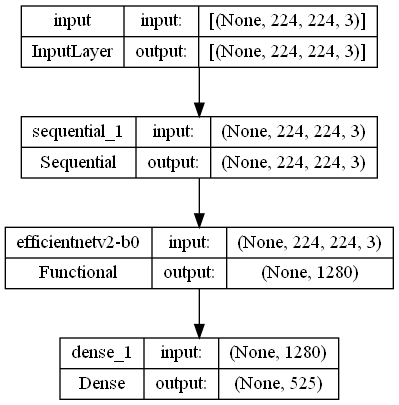 input input: [(None, 224, 224, 3)]
InputLayer output: [(None, 224, 224, 3)]
sequential_1 input: (None, 224, 224, 3)
Sequential output: (None, 224, 224, 3)
efficientnetv2-b0 input: (None, 224, 224, 3)
Functional output: (None, 1280)
dense_1 input: (None, 1280)
Dense output: (None, 525)